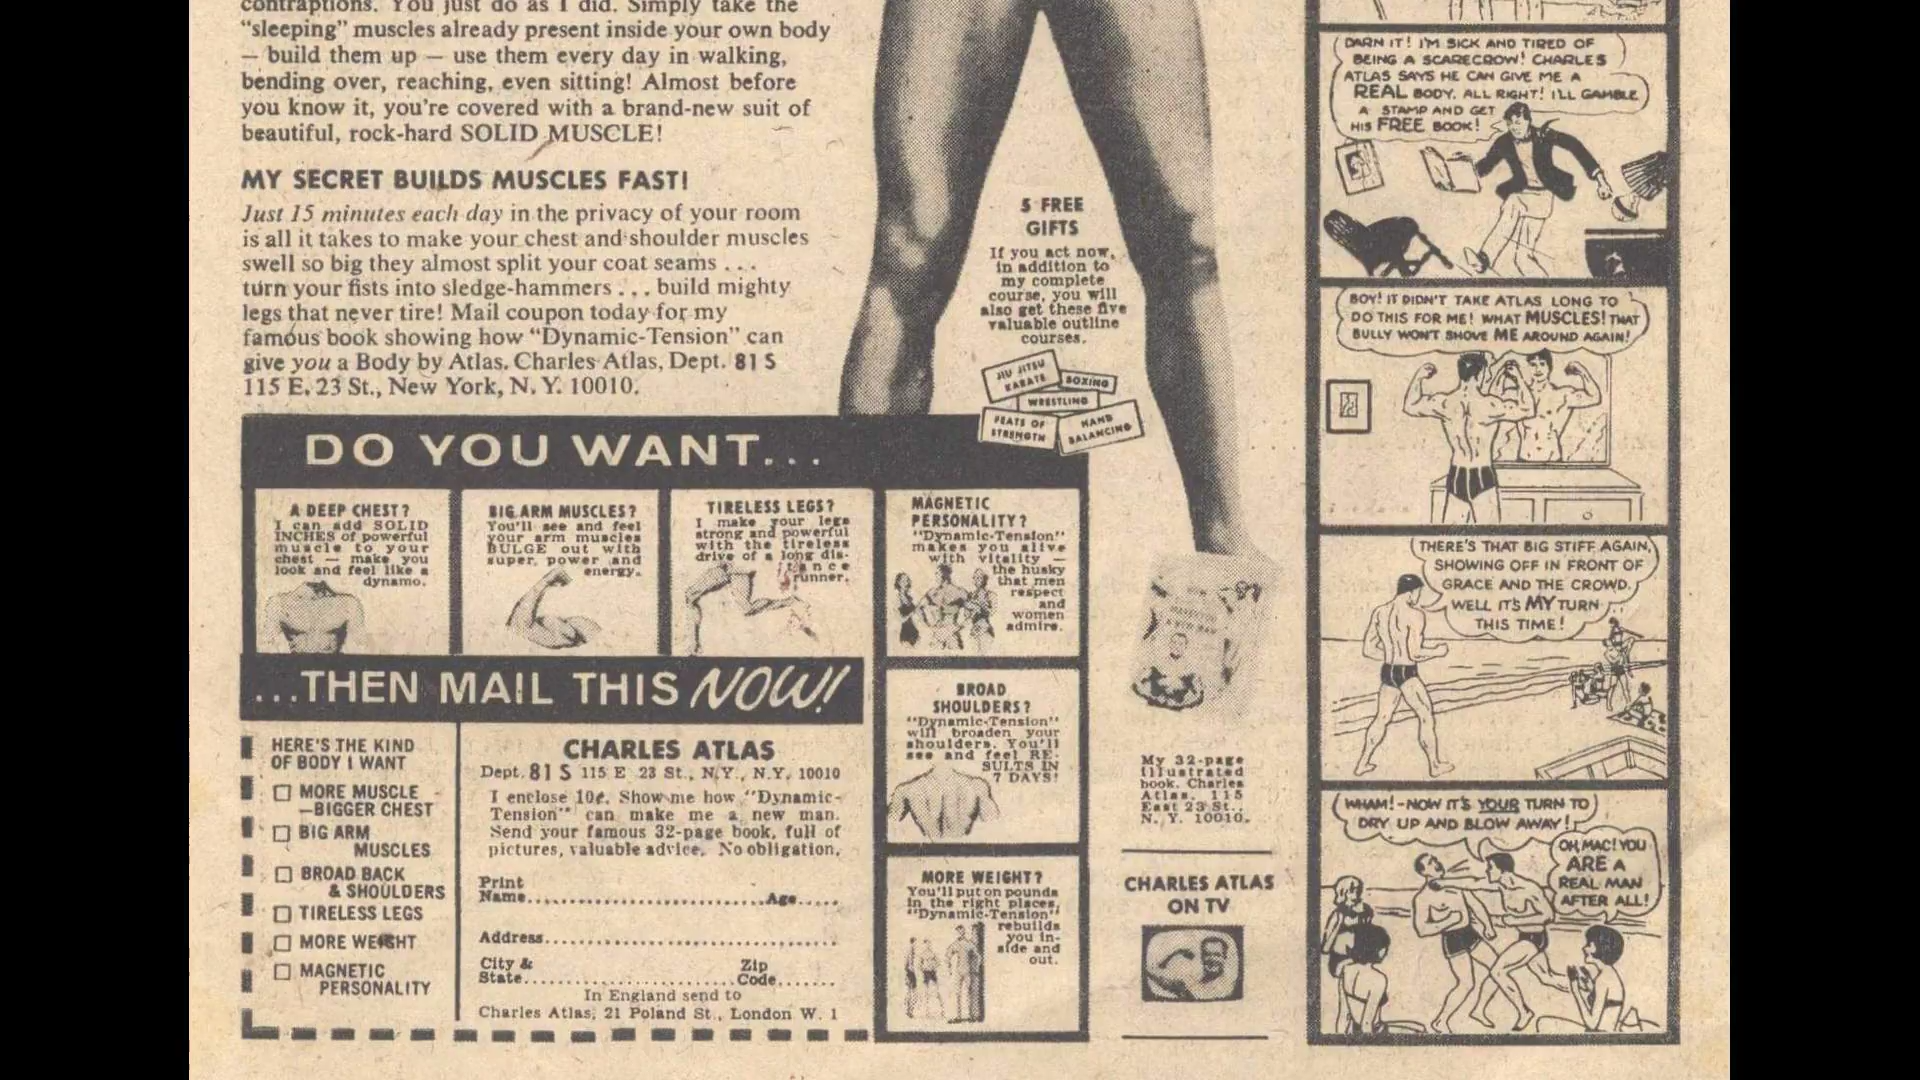 contraptions. You just do as I did. Simply take the
"sleeping" muscles already present inside your own body
— build them up — use them every day in walking,
bending over, reaching, even sitting! Almost before
you know it, you're covered with a brand-new suit of
beautiful, rock-hard SOLID MUSCLE!
MY SECRET BUILDS MUSCLES FAST!
Just 15 minutes each day in the privacy of your room
is all it takes to make your chest and shoulder muscles
swell so big they almost split your coat seams ...
turn your fists into sledge-hammers ... build mighty
legs that never tire! Mail coupon today for my
famous book showing how "Dynamic-Tension" can
give you a Body by Atlas. Charles Atlas, Dept. 81 S
115 E. 23 St., New York, N. Y. 10010.
5 FREE
GIFTS
If you act now,
in addition to
my complete
course, you will
also get these five
valuable outline
courses.
JIU JITSU
KARATE
BOXING
WRESTLING
FEATS OF
STRENGTH
HAND
BALANCING
DO YOU WANT...
A DEEP CHEST?
I can add SOLID
INCHES of powerful
muscle to your
chest — make you
look and feel like a
dynamo.
BIG ARM MUSCLES?
You'll see and feel
your arm muscles
BULGE out with
super, power and
energy.
TIRELESS LEGS?
I make your legs
strong and powerful
with the tireless
drive of a long dis-
tance
runner.
MAGNETIC
PERSONALITY?
"Dynamic-Tension"
makes you alive
with vitality —
the husky
that men
respect
and
women
admire.
BROAD
SHOULDERS?
"Dynamic-Tension"
will broaden your
shoulders. You'll
see and feel RE-
SULTS IN
7 DAYS!
MORE WEIGHT?
You'll put on pounds
in the right places,
"Dynamic-Tension"
rebuilds
you in-
side and
out.
...THEN MAIL THIS NOW!
HERE'S THE KIND
OF BODY I WANT
MORE MUSCLE
—BIGGER CHEST
BIG ARM
MUSCLES
BROAD BACK
& SHOULDERS
TIRELESS LEGS
MORE WEIGHT
MAGNETIC
PERSONALITY
CHARLES ATLAS
Dept. 81 S 115 E 23 St., N.Y., N.Y. 10010
I enclose 10¢. Show me how "Dynamic-
Tension" can make me a new man.
Send your famous 32-page book, full of
pictures, valuable advice. No obligation.
Print
Name..............................Age.....
Address....................................
City & Zip
State..........................Code.......
In England send to
Charles Atlas, 21 Poland St., London W. 1
My 32-page
illustrated
book. Charles
Atlas, 115
East 23 St.,
N. Y. 10010.
CHARLES ATLAS
ON TV
DARN IT! I'M SICK AND TIRED OF
BEING A SCARECROW! CHARLES
ATLAS SAYS HE CAN GIVE ME A
REAL BODY. ALL RIGHT! I'LL GAMBLE
A STAMP AND GET
HIS FREE BOOK!
BOY! IT DIDN'T TAKE ATLAS LONG TO
DO THIS FOR ME! WHAT MUSCLES! THAT
BULLY WON'T SHOVE ME AROUND AGAIN!
THERE'S THAT BIG STIFF AGAIN,
SHOWING OFF IN FRONT OF
GRACE AND THE CROWD.
WELL IT'S MY TURN
THIS TIME!
WHAM!-NOW IT'S YOUR TURN TO
DRY UP AND BLOW AWAY!
OH, MAC! YOU
ARE A
REAL MAN
AFTER ALL!